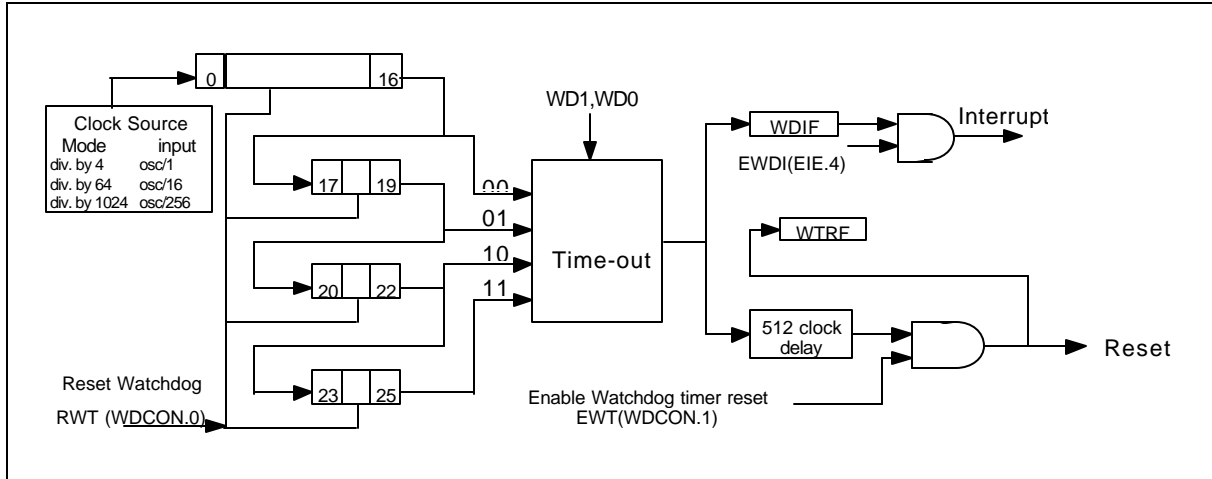 0
16
Clock Source
Mode input
div. by 4 osc/1
div. by 64 osc/16
div. by 1024 osc/256
17 19
20 22
23 25
Reset Watchdog
RWT (WDCON.0)
WD1,WD0
00
01
10
11
Time-out
WDIF
EWDI(EIE.4)
Interrupt
WTRF
512 clock
delay
Enable Watchdog timer reset
EWT(WDCON.1)
Reset